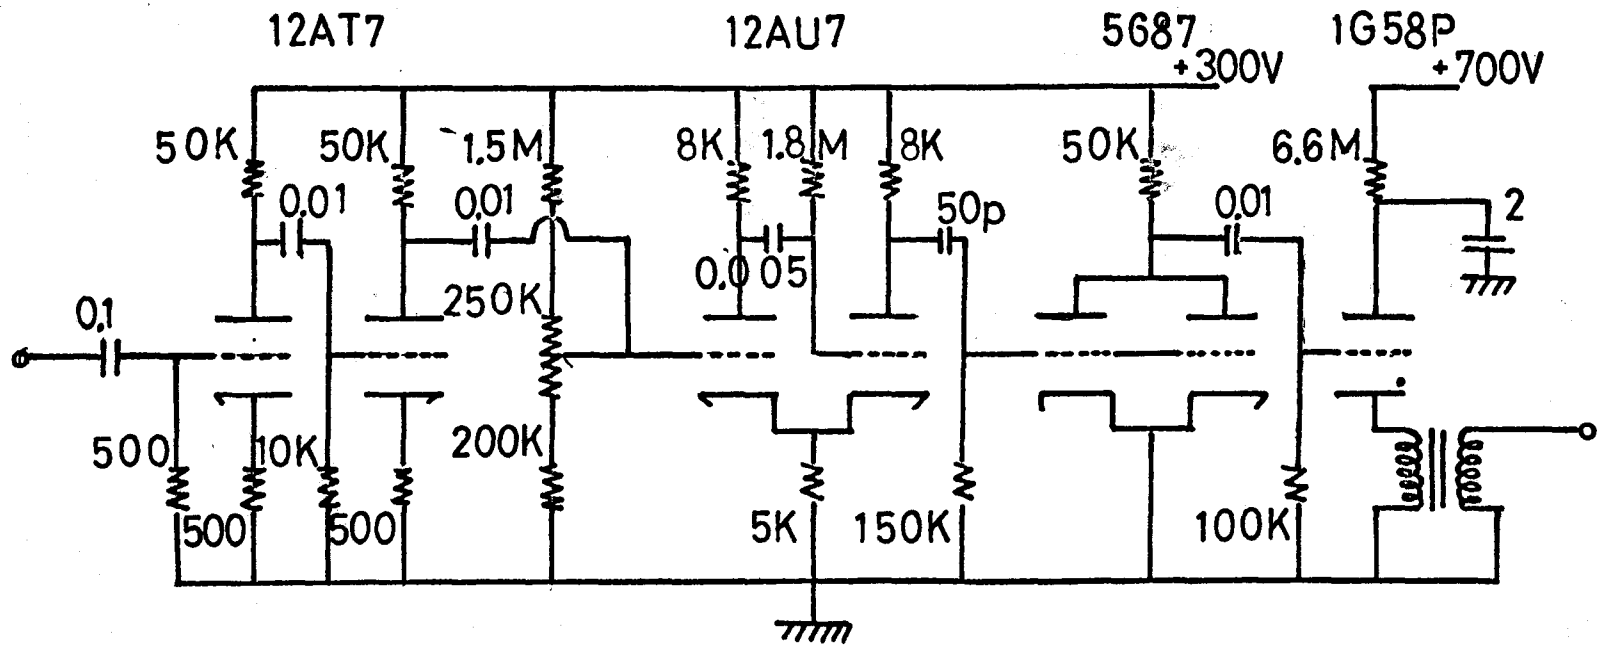 12AT7 12AU7 5687 1G58P
+300V +700V
50K 50K 1.5M 8K 1.8M 8K 50K 6.6M
0.01 0.01 50p 0.01 2
0.005
250K
0.1
500 10K 200K
500 500 5K 150K 100K